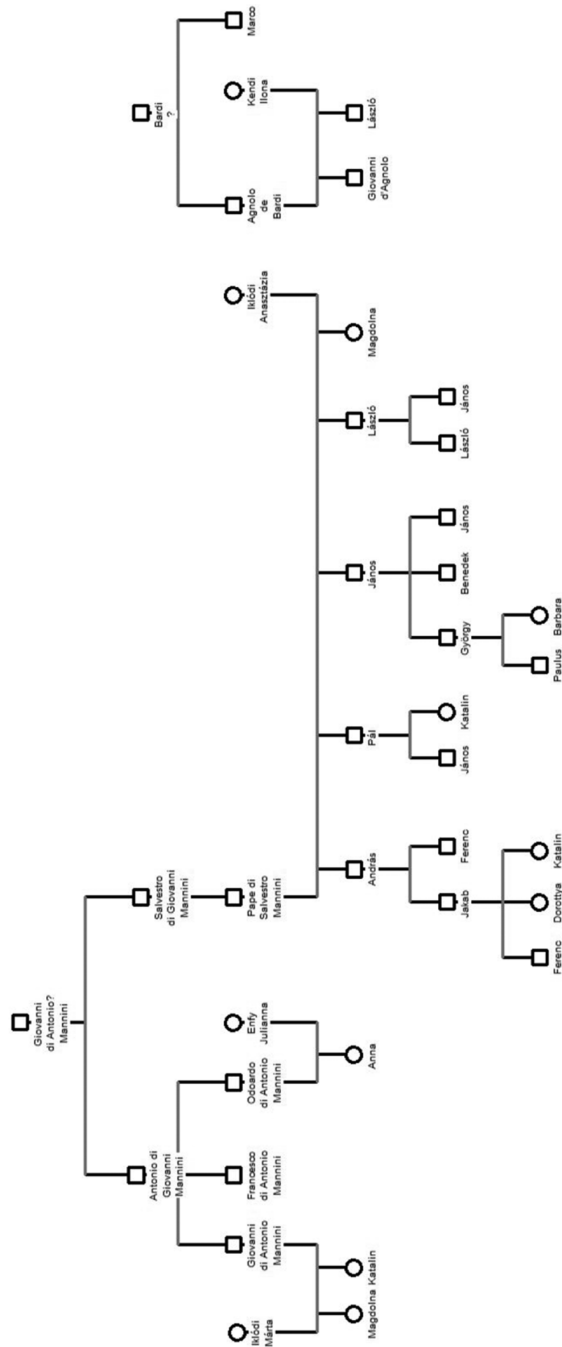 Giovanni
di Antonio?
Mannini
Antonio di
Giovanni
Mannini
Salvestro
di Giovanni
Mannini
Bardi
?
Iklódi
Márta
Giovanni
di Antonio
Mannini
Francesco
di Antonio
Mannini
Odoardo
di Antonio
Mannini
Enfy
Julianna
Pape di
Salvestro
Mannini
Iklódi
Anasztázia
Agnolo
de
Bardi
Kendi
Ilona
Marco
Magdolna
Katalin
Anna
András
Pál
János
László
Magdolna
Giovanni
d'Agnolo
László
Jakab
Ferenc
János
Katalin
György
Benedek
János
László
János
Ferenc
Dorottya
Katalin
Paulus
Barbara